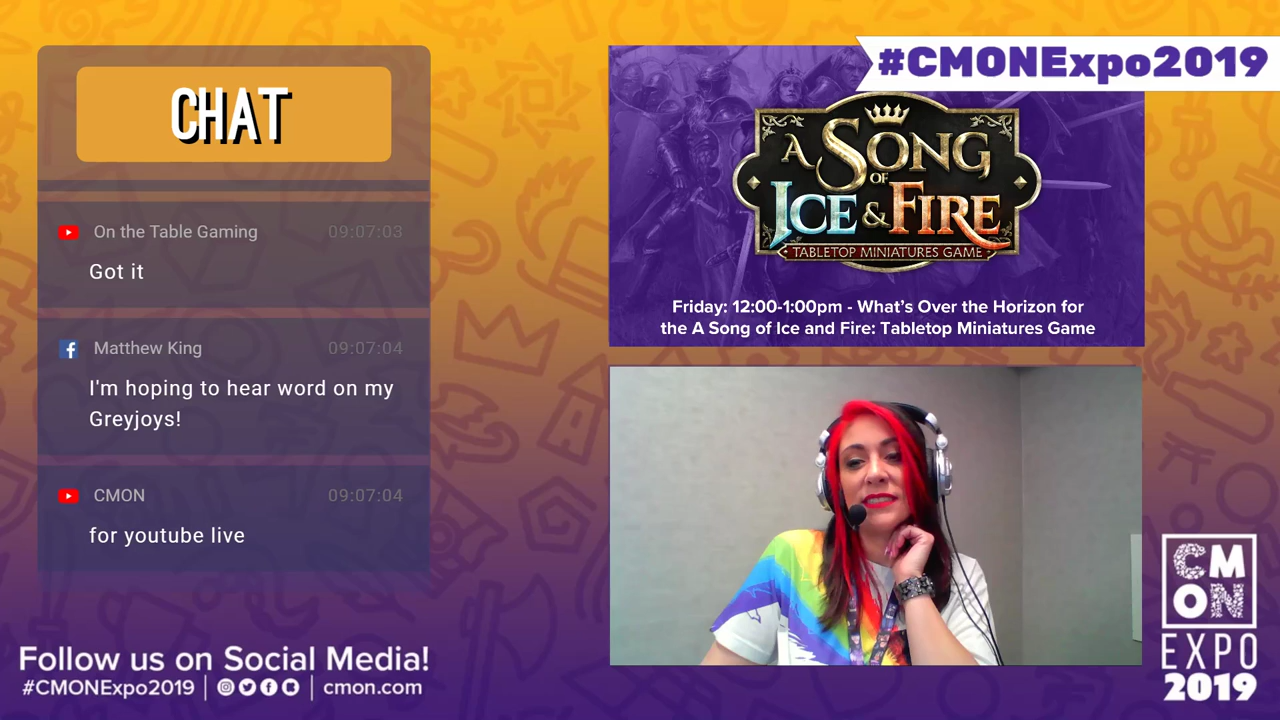 CHAT
On the Table Gaming 09:07:03
Got it
Matthew King 09:07:04
I'm hoping to hear word on my
Greyjoys!
CMON 09:07:04
for youtube live
Follow us on Social Media!
#CMONExpo2019 | | cmon.com
#CMONExpo2019
A SONG
OF
ICE & FIRE
TABLETOP MINIATURES GAME
Friday: 12:00-1:00pm - What's Over the Horizon for
the A Song of Ice and Fire: Tabletop Miniatures Game
CM
ON
EXPO
2019